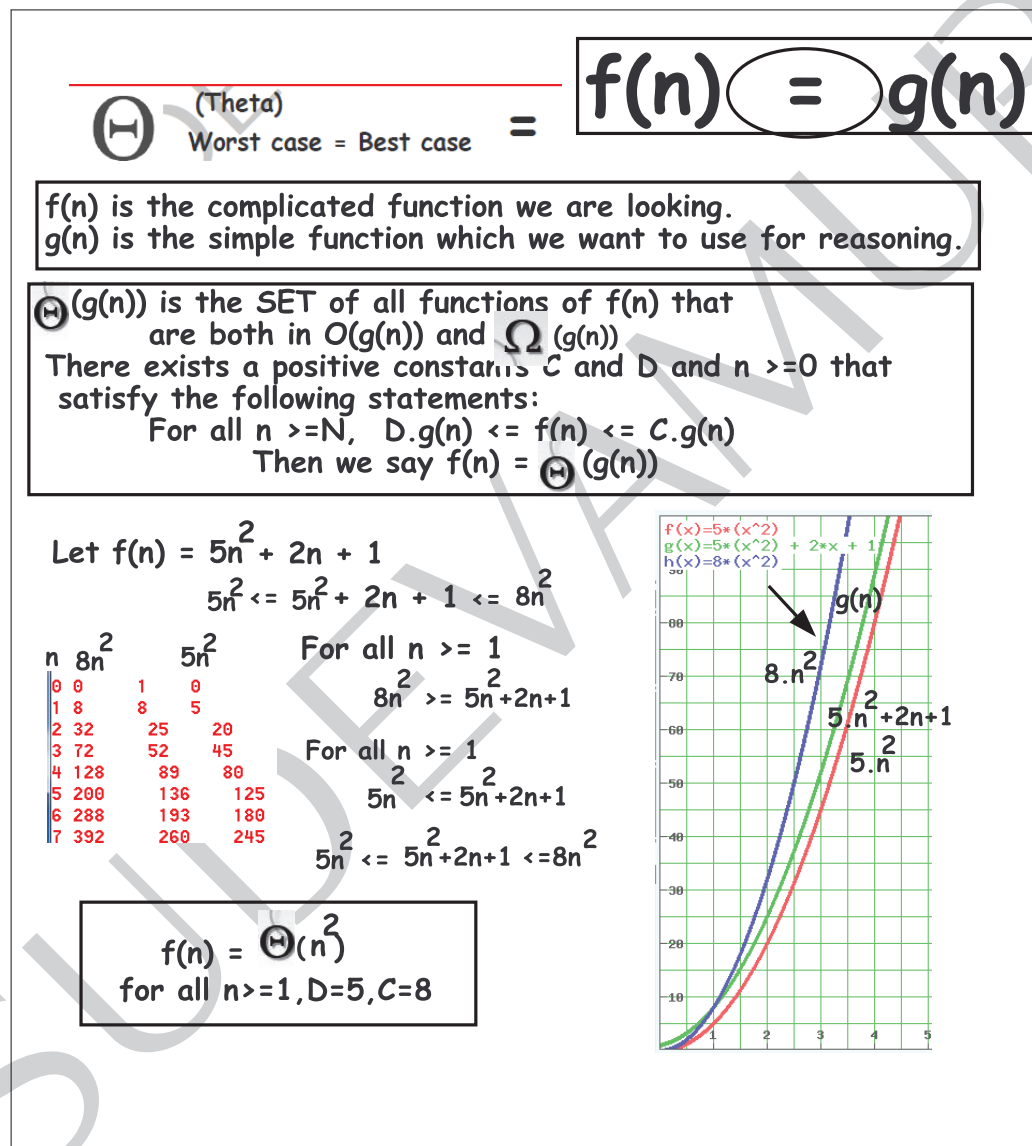 f(n) = g(n)
Θ (Theta)
Worst case = Best case =
f(n) is the complicated function we are looking.
g(n) is the simple function which we want to use for reasoning.
Θ(g(n)) is the SET of all functions of f(n) that
are both in O(g(n)) and Ω (g(n))
There exists a positive constants C and D and n >=0 that
satisfy the following statements:
For all n >=N, D.g(n) <= f(n) <= C.g(n)
Then we say f(n) = Θ (g(n))
Let f(n) = 5n² + 2n + 1
5n² <= 5n² + 2n + 1 <= 8n²
n 8n² 5n²
0 0 1 0
1 8 8 5
2 32 25 20
3 72 52 45
4 128 89 80
5 200 136 125
6 288 193 180
7 392 260 245
For all n >= 1
8n² >= 5n²+2n+1
For all n >= 1
5n² <= 5n²+2n+1
5n² <= 5n²+2n+1 <=8n²
f(n) = Θ(n²)
for all n>=1,D=5,C=8
f(x)=5*(x^2)
g(x)=5*(x^2) + 2*x + 1
h(x)=8*(x^2)
90
g(n)
80
8.n²
70
5.n²+2n+1
60
5.n²
50
40
30
20
10
1 2 3 4 5